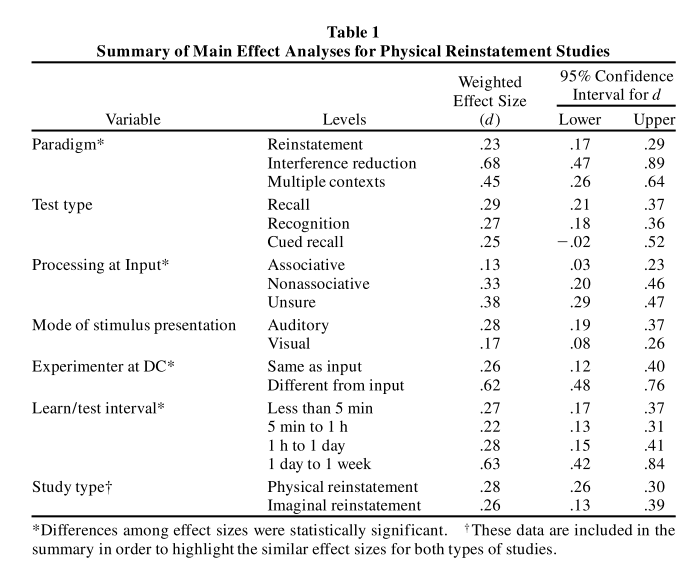 Table 1
Summary of Main Effect Analyses for Physical Reinstatement Studies
Weighted 95% Confidence
Effect Size Interval for d
Variable Levels (d) Lower Upper
Paradigm* Reinstatement .23 .17 .29
Interference reduction .68 .47 .89
Multiple contexts .45 .26 .64
Test type Recall .29 .21 .37
Recognition .27 .18 .36
Cued recall .25 −.02 .52
Processing at Input* Associative .13 .03 .23
Nonassociative .33 .20 .46
Unsure .38 .29 .47
Mode of stimulus presentation Auditory .28 .19 .37
Visual .17 .08 .26
Experimenter at DC* Same as input .26 .12 .40
Different from input .62 .48 .76
Learn/test interval* Less than 5 min .27 .17 .37
5 min to 1 h .22 .13 .31
1 h to 1 day .28 .15 .41
1 day to 1 week .63 .42 .84
Study type† Physical reinstatement .28 .26 .30
Imaginal reinstatement .26 .13 .39
*Differences among effect sizes were statistically significant. †These data are included in the
summary in order to highlight the similar effect sizes for both types of studies.